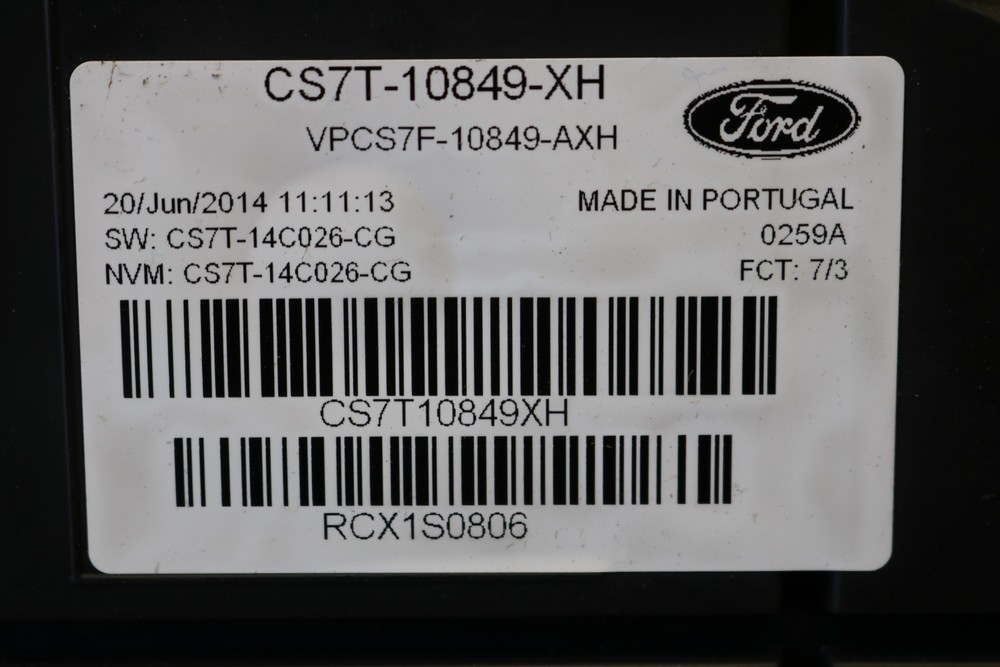 CS7T-10849-XH
Ford
VPCS7F-10849-AXH
20/Jun/2014 11:11:13
MADE IN PORTUGAL
SW: CS7T-14C026-CG
0259A
NVM: CS7T-14C026-CG
FCT: 7/3
CS7T10849XH
RCX1S0806